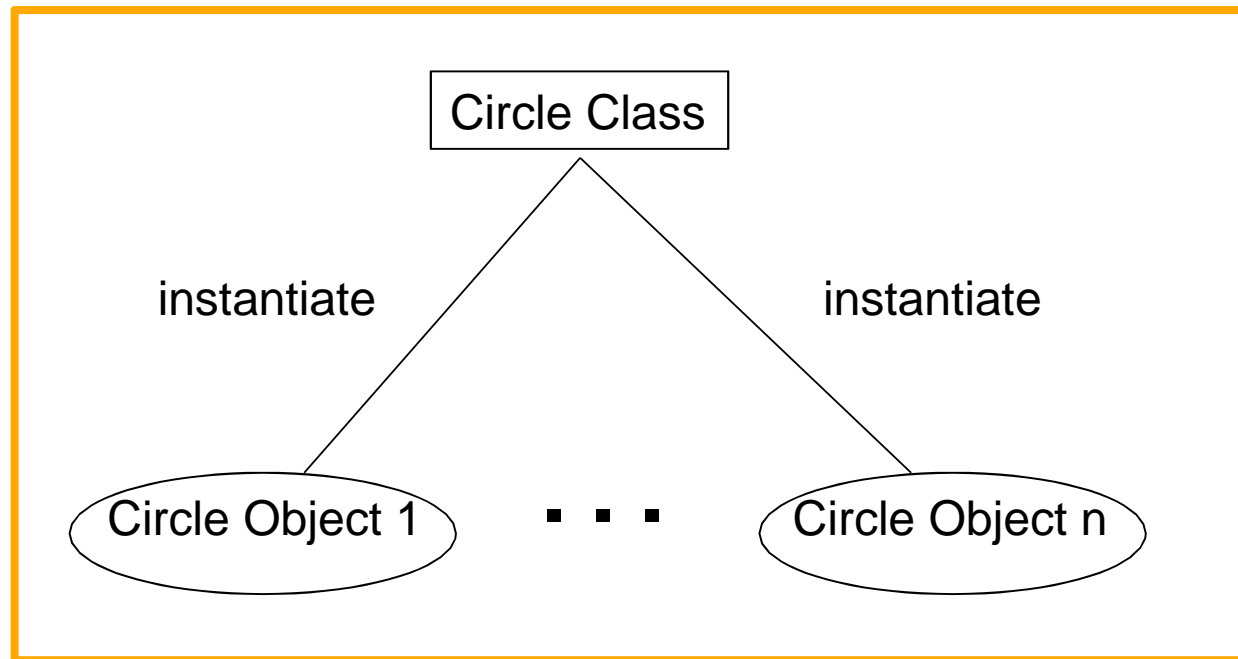 Circle Class
instantiate
instantiate
Circle Object 1
. . .
Circle Object n